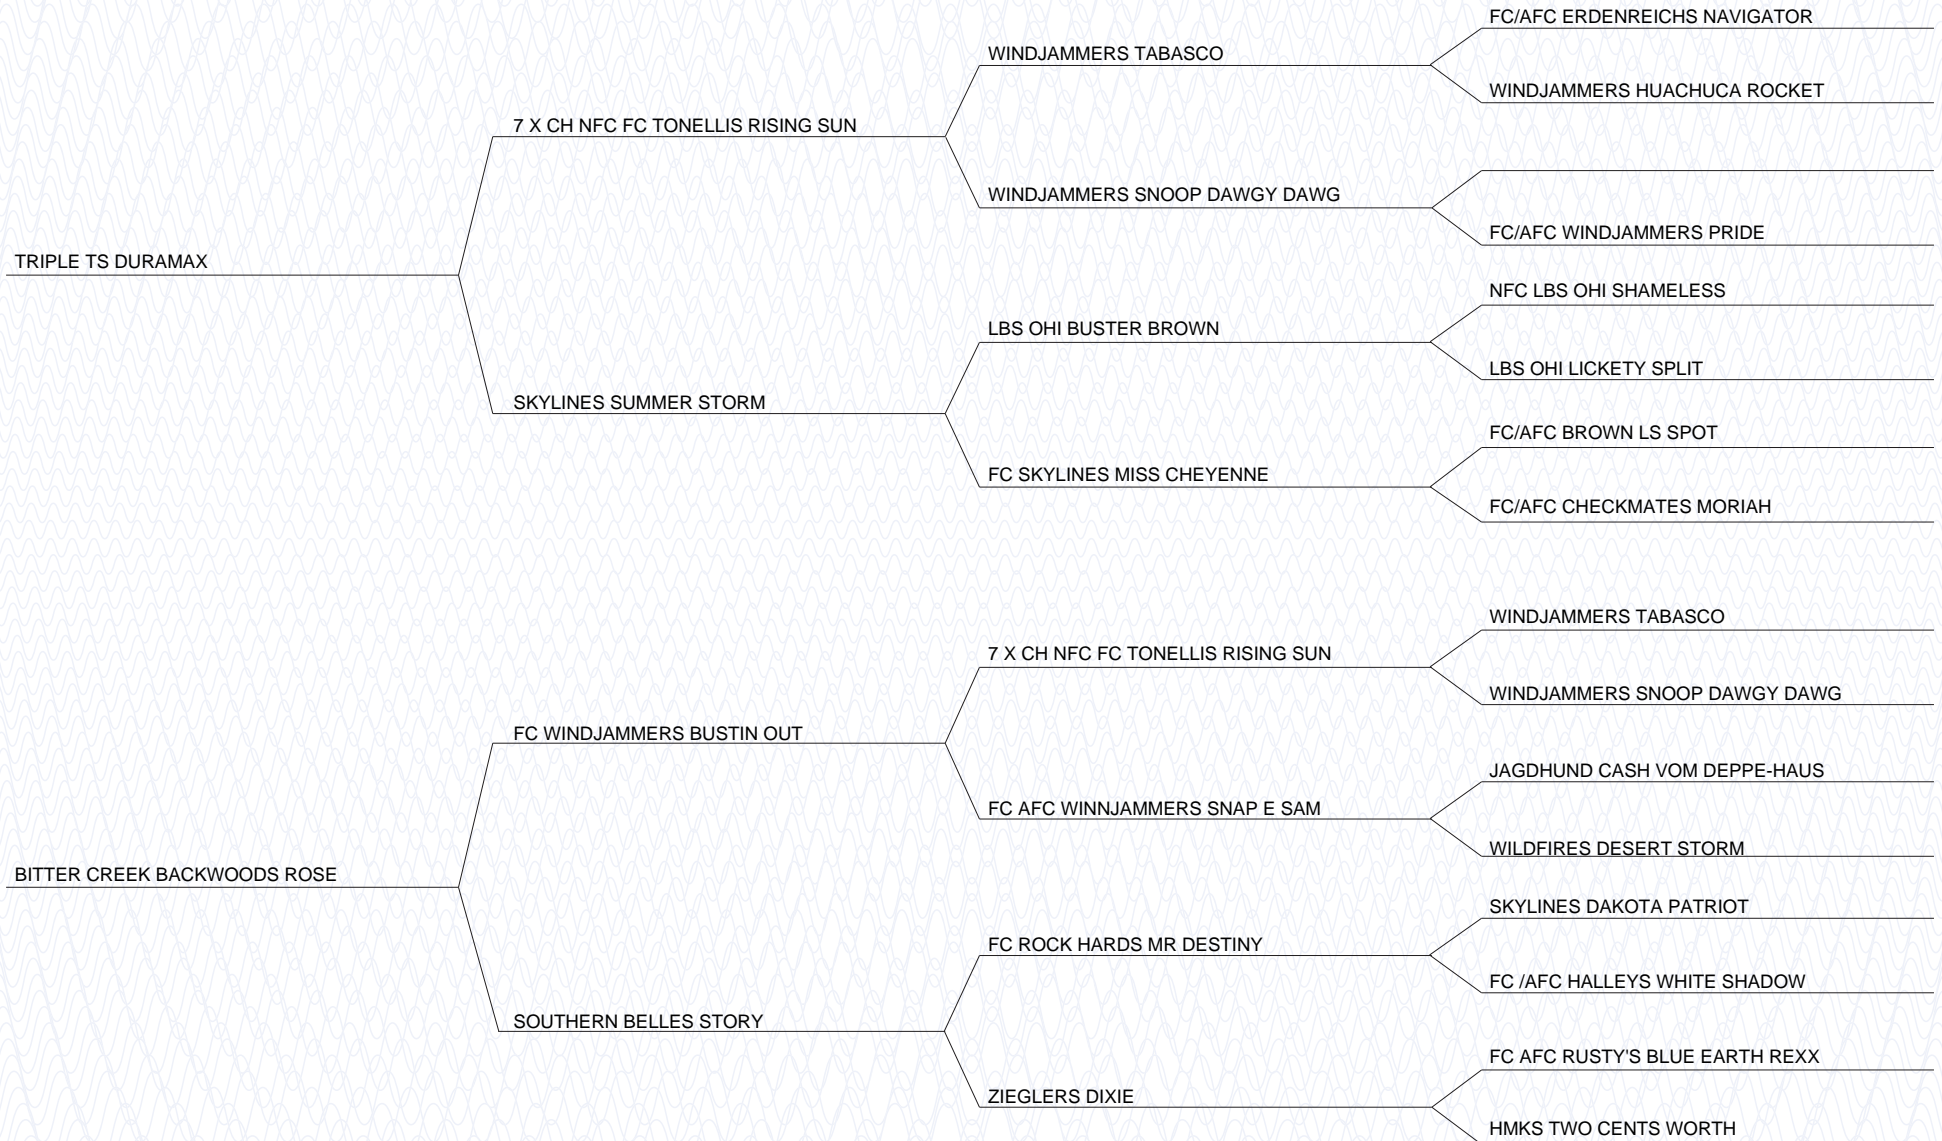 FC/AFC ERDENREICHS NAVIGATOR
WINDJAMMERS TABASCO
WINDJAMMERS HUACHUCA ROCKET
7 X CH NFC FC TONELLIS RISING SUN
WINDJAMMERS SNOOP DAWGY DAWG
FC/AFC WINDJAMMERS PRIDE
TRIPLE TS DURAMAX
NFC LBS OHI SHAMELESS
LBS OHI BUSTER BROWN
LBS OHI LICKETY SPLIT
SKYLINES SUMMER STORM
FC/AFC BROWN LS SPOT
FC SKYLINES MISS CHEYENNE
FC/AFC CHECKMATES MORIAH
WINDJAMMERS TABASCO
7 X CH NFC FC TONELLIS RISING SUN
WINDJAMMERS SNOOP DAWGY DAWG
FC WINDJAMMERS BUSTIN OUT
JAGDHUND CASH VOM DEPPE-HAUS
FC AFC WINNJAMMERS SNAP E SAM
WILDFIRES DESERT STORM
BITTER CREEK BACKWOODS ROSE
SKYLINES DAKOTA PATRIOT
FC ROCK HARDS MR DESTINY
FC /AFC HALLEYS WHITE SHADOW
SOUTHERN BELLES STORY
FC AFC RUSTY'S BLUE EARTH REXX
ZIEGLERS DIXIE
HMKS TWO CENTS WORTH